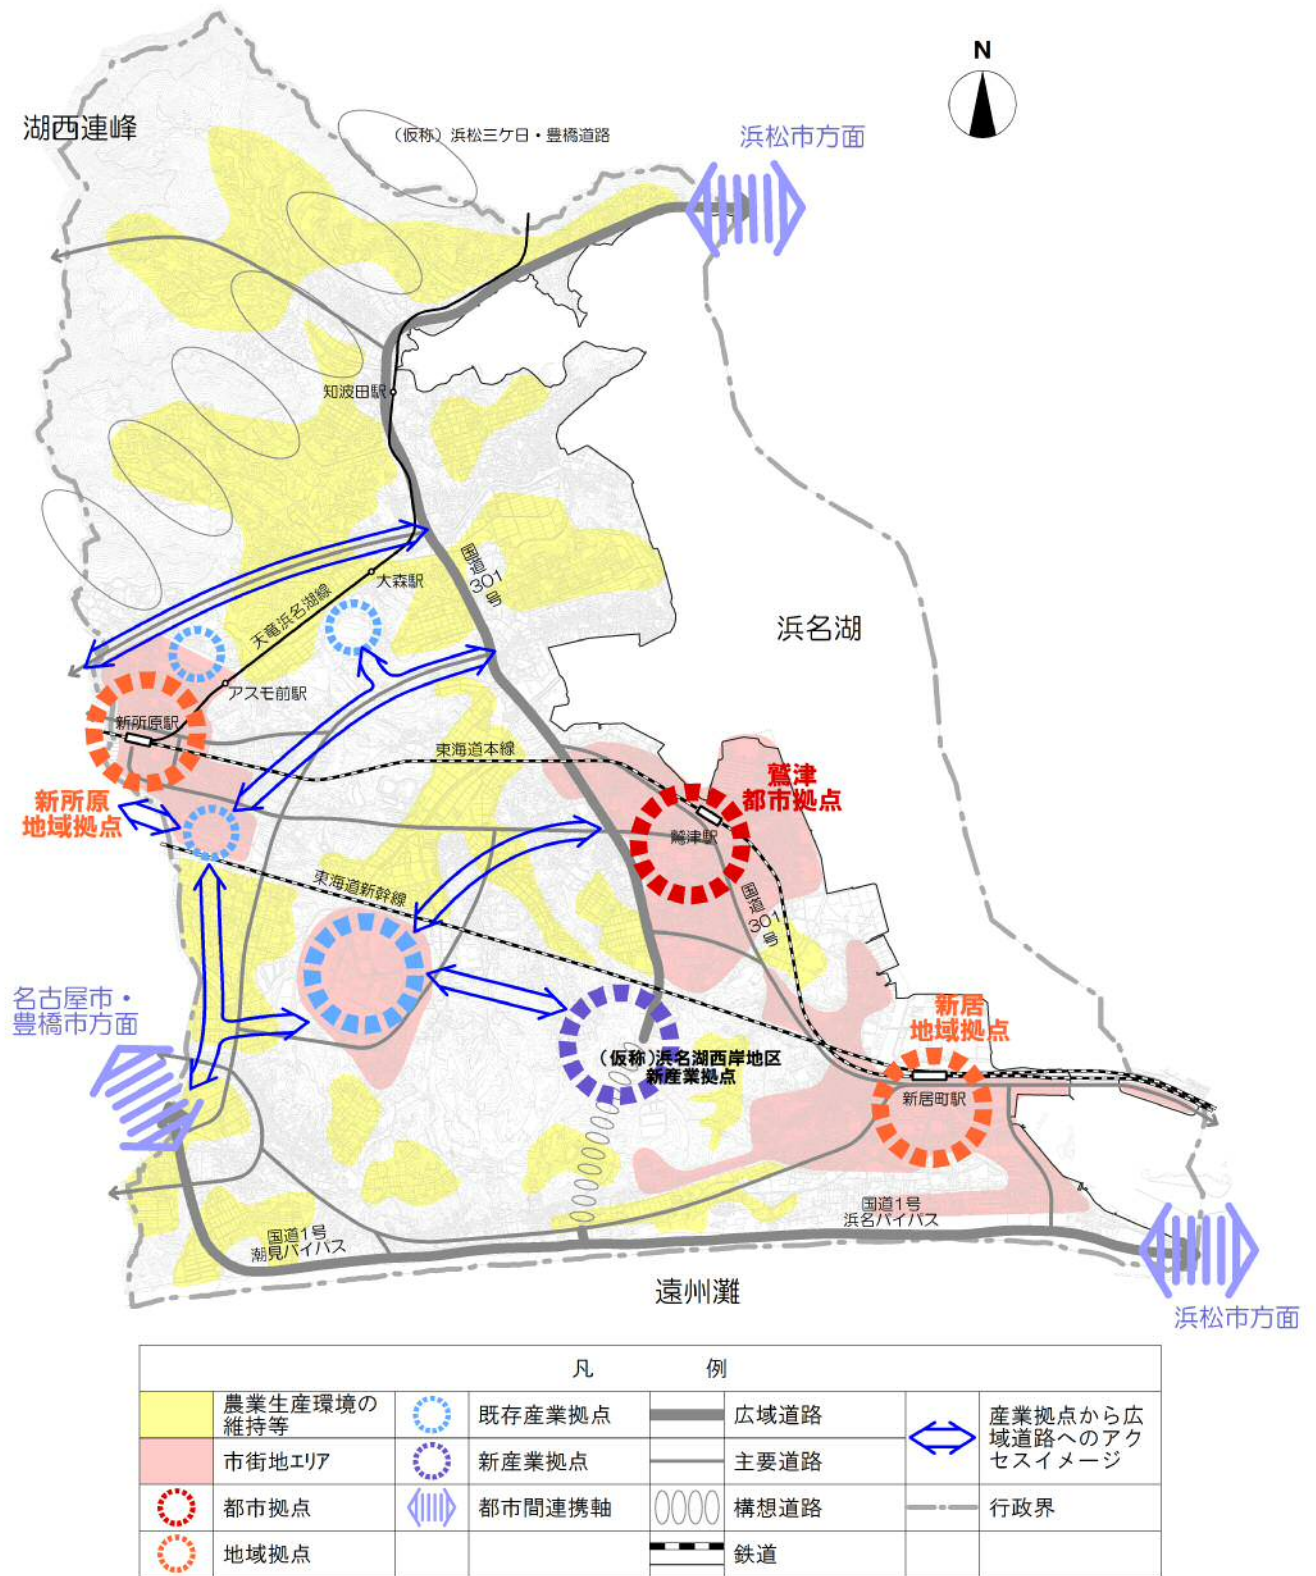 N
湖西連峰
(仮称)浜松三ケ日・豊橋道路
浜松市方面
知波田駅
国道
301
号
大森駅
天竜浜名湖線
浜名湖
アスモ前駅
新所原駅
東海道本線
鷲津
都市拠点
新所原
地域拠点
鷲津駅
東海道新幹線
国道
301
号
名古屋市・
豊橋市方面
新居
地域拠点
(仮称)浜名湖西岸地区
新産業拠点
新居町駅
国道1号
浜名バイパス
国道1号
潮見バイパス
遠州灘
浜松市方面
凡例
農業生産環境の
維持等
既存産業拠点
広域道路
産業拠点から広
域道路へのアク
セスイメージ
市街地エリア
新産業拠点
主要道路
都市拠点
都市間連携軸
構想道路
行政界
地域拠点
鉄道